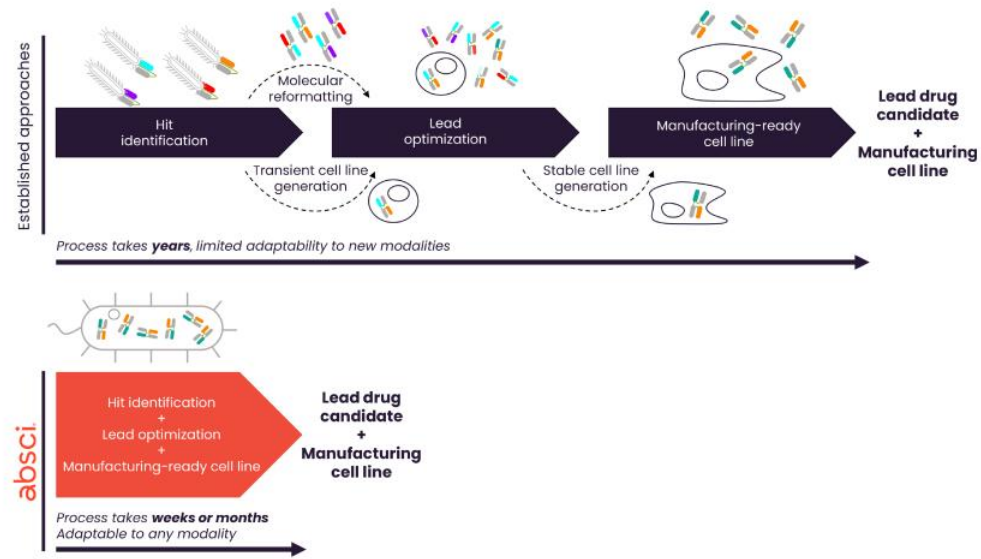 Established approaches
Molecular
reformatting
Hit
identification
Lead
optimization
Manufacturing-ready
cell line
Lead drug
candidate
+
Manufacturing
cell line
Transient cell line
generation
Stable cell line
generation
Process takes years, limited adaptability to new modalities
absci.
Hit identification
+
Lead optimization
+
Manufacturing-ready cell line
Lead drug
candidate
+
Manufacturing
cell line
Process takes weeks or months
Adaptable to any modality